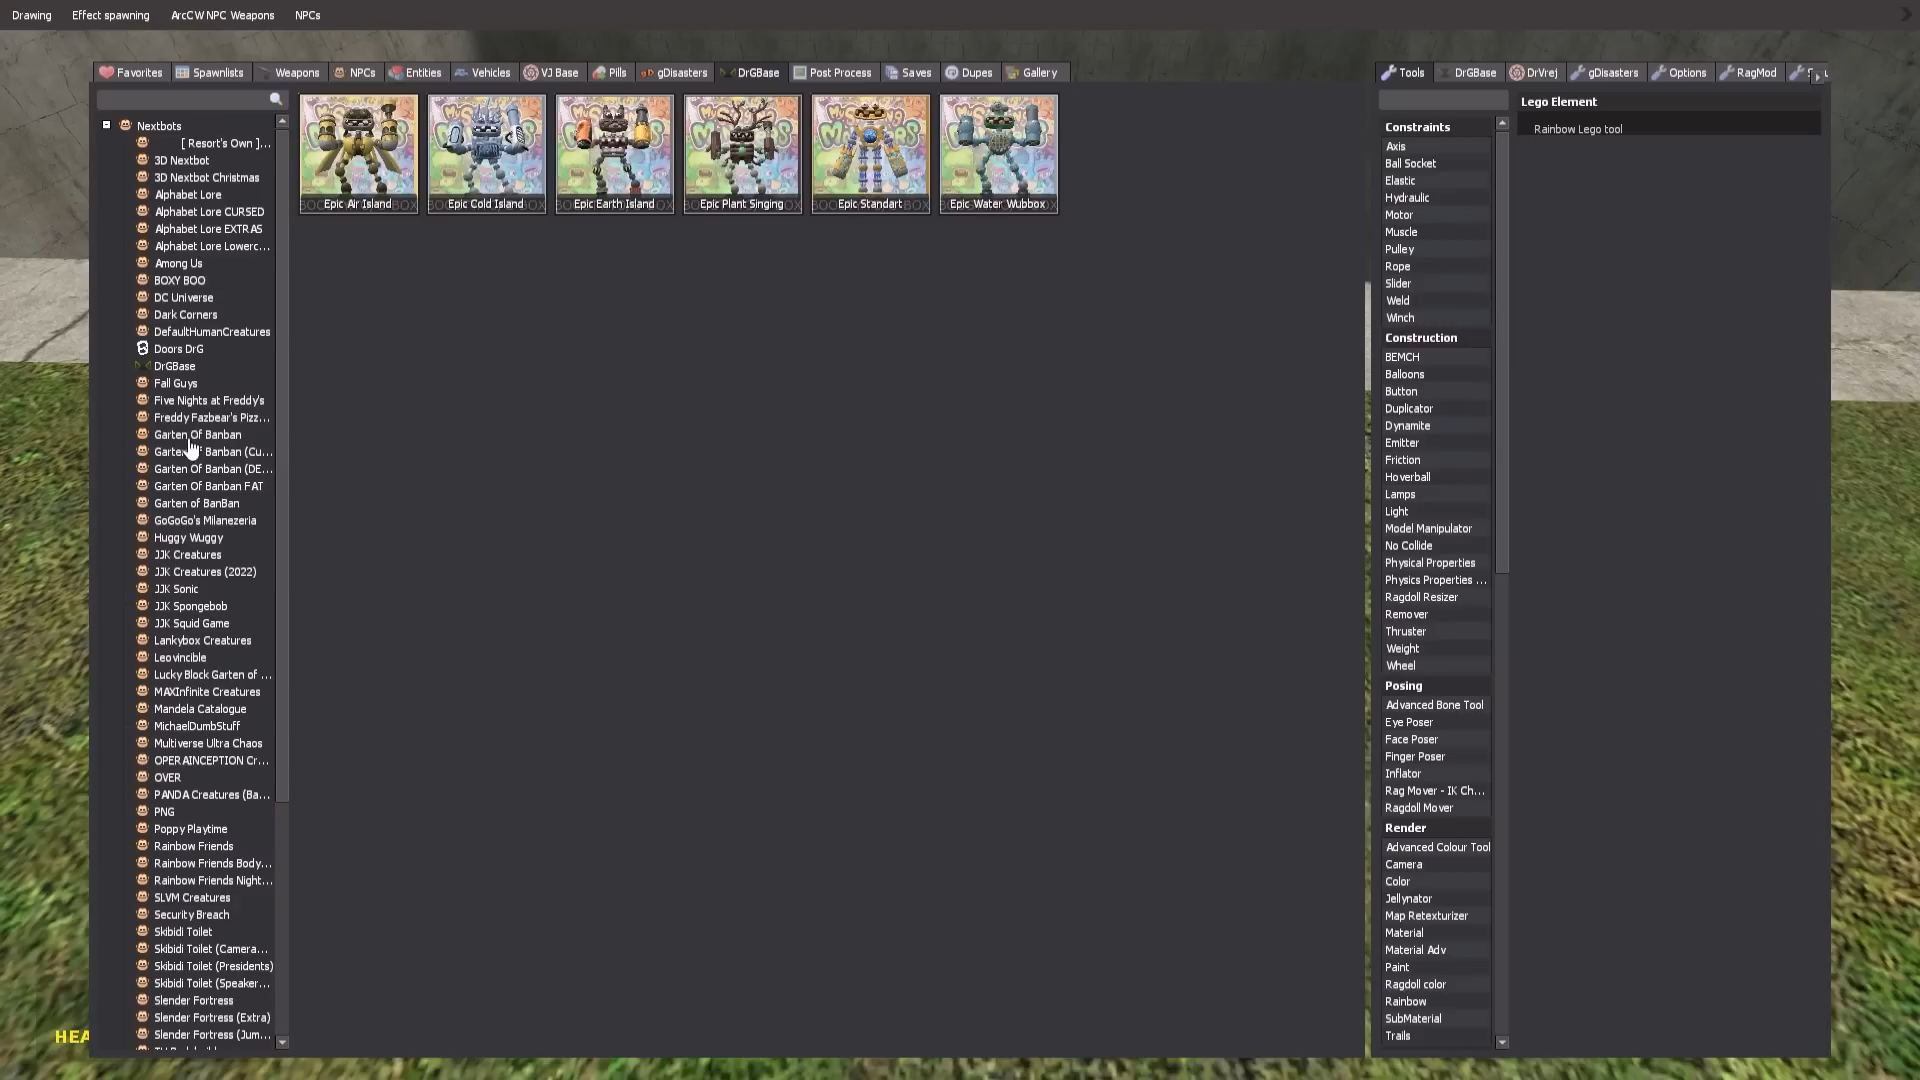 Drawing Effect spawning ArcCW NPC Weapons NPCs
Favorites Spawnlists Weapons NPCs Entities Vehicles VJ Base Pills gDisasters DrGBase Post Process Saves Dupes Gallery
Nextbots
[ Resort's Own ]...
3D Nextbot
3D Nextbot Christmas
Alphabet Lore
Alphabet Lore CURSED
Alphabet Lore EXTRAS
Alphabet Lore Lowerc...
Among Us
BOXY BOO
DC Universe
Dark Corners
DefaultHumanCreatures
Doors DrG
DrGBase
Fall Guys
Five Nights at Freddy's
Freddy Fazbear's Pizz...
Garten Of Banban
Garten Of Banban (Cu...
Garten Of Banban (DE...
Garten Of Banban FAT
Garten of BanBan
GoGoGo's Milanezeria
Huggy Wuggy
JJK Creatures
JJK Creatures (2022)
JJK Sonic
JJK Spongebob
JJK Squid Game
Lankybox Creatures
Leovincible
Lucky Block Garten of ...
MAXInfinite Creatures
Mandela Catalogue
MichaelDumbStuff
Multiverse Ultra Chaos
OPERAINCEPTION Cr...
OVER
PANDA Creatures (Ba...
PNG
Poppy Playtime
Rainbow Friends
Rainbow Friends Body...
Rainbow Friends Night...
SLVM Creatures
Security Breach
Skibidi Toilet
Skibidi Toilet (Camera...
Skibidi Toilet (Presidents)
Skibidi Toilet (Speaker...
Slender Fortress
Slender Fortress (Extra)
Slender Fortress (Jum...
HEA
Epic Air Island
Epic Cold Island
Epic Earth Island
Epic Plant Singing
Epic Standart
Epic Water Wubbox
Tools DrGBase DrVrej gDisasters Options RagMod
Constraints
Axis
Ball Socket
Elastic
Hydraulic
Motor
Muscle
Pulley
Rope
Slider
Weld
Winch
Construction
BEMCH
Balloons
Button
Duplicator
Dynamite
Emitter
Friction
Hoverball
Lamps
Light
Model Manipulator
No Collide
Physical Properties
Physics Properties ...
Ragdoll Resizer
Remover
Thruster
Weight
Wheel
Posing
Advanced Bone Tool
Eye Poser
Face Poser
Finger Poser
Inflator
Rag Mover - IK Ch...
Ragdoll Mover
Render
Advanced Colour Tool
Camera
Color
Jellynator
Map Retexturizer
Material
Material Adv
Paint
Ragdoll color
Rainbow
SubMaterial
Trails
Lego Element
Rainbow Lego tool